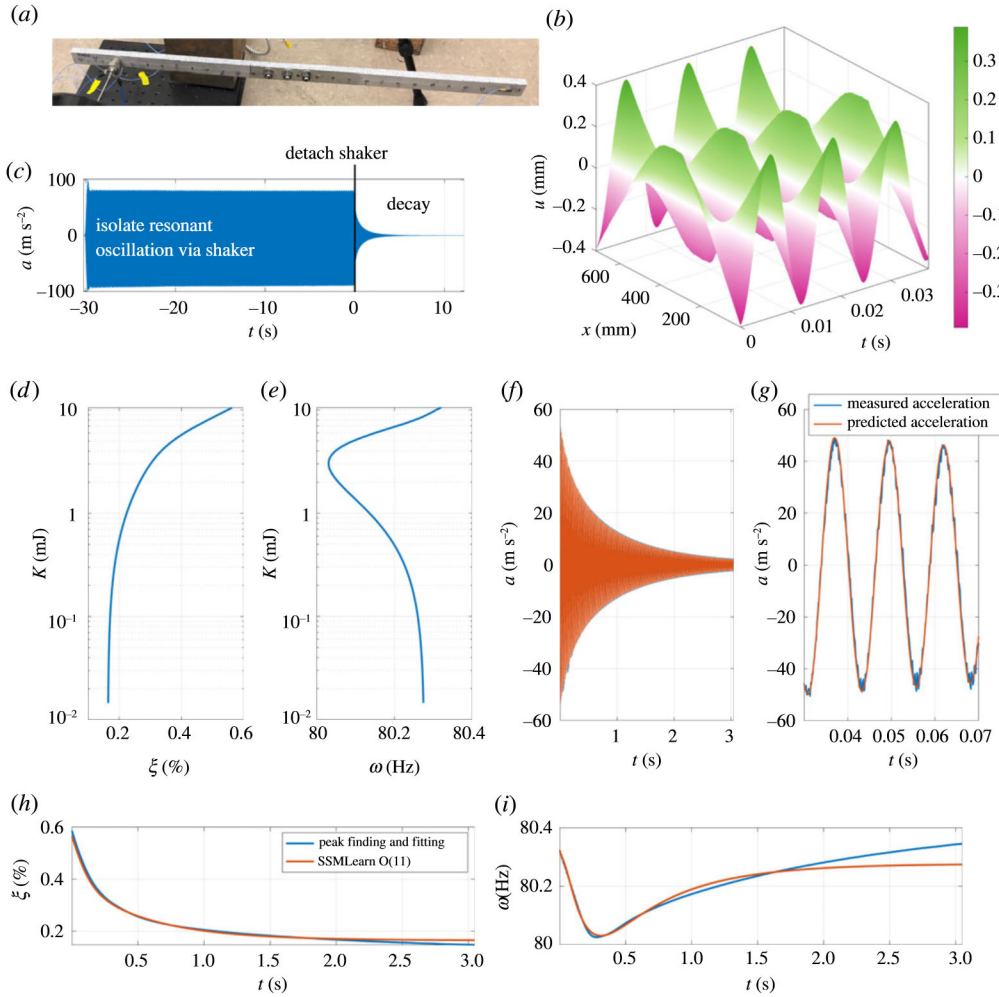 (a)
(b)
0.4
0.2
0
−0.2
−0.4
u (mm)
600
400
200
x (mm)
0
0.01
0.02
0.03
t (s)
0.3
0.2
0.1
0
−0.1
−0.2
(c)
detach shaker
100
0
−100
a (m s⁻²)
isolate resonant
oscillation via shaker
decay
−30
−20
−10
0
10
t (s)
(d)
10
1
10⁻¹
10⁻²
K (mJ)
0.2
0.4
0.6
ξ (%)
(e)
10
1
10⁻¹
10⁻²
K (mJ)
80
80.2
80.4
ω (Hz)
(f)
60
40
20
0
−20
−40
−60
a (m s⁻²)
1
2
3
t (s)
(g)
measured acceleration
predicted acceleration
60
40
20
0
−20
−40
−60
a (m s⁻²)
0.04
0.05
0.06
0.07
t (s)
(h)
0.6
0.4
0.2
ξ (%)
peak finding and fitting
SSMLearn O(11)
0.5
1.0
1.5
2.0
2.5
3.0
t (s)
(i)
80.4
80.2
80
ω(Hz)
0.5
1.0
1.5
2.0
2.5
3.0
t (s)